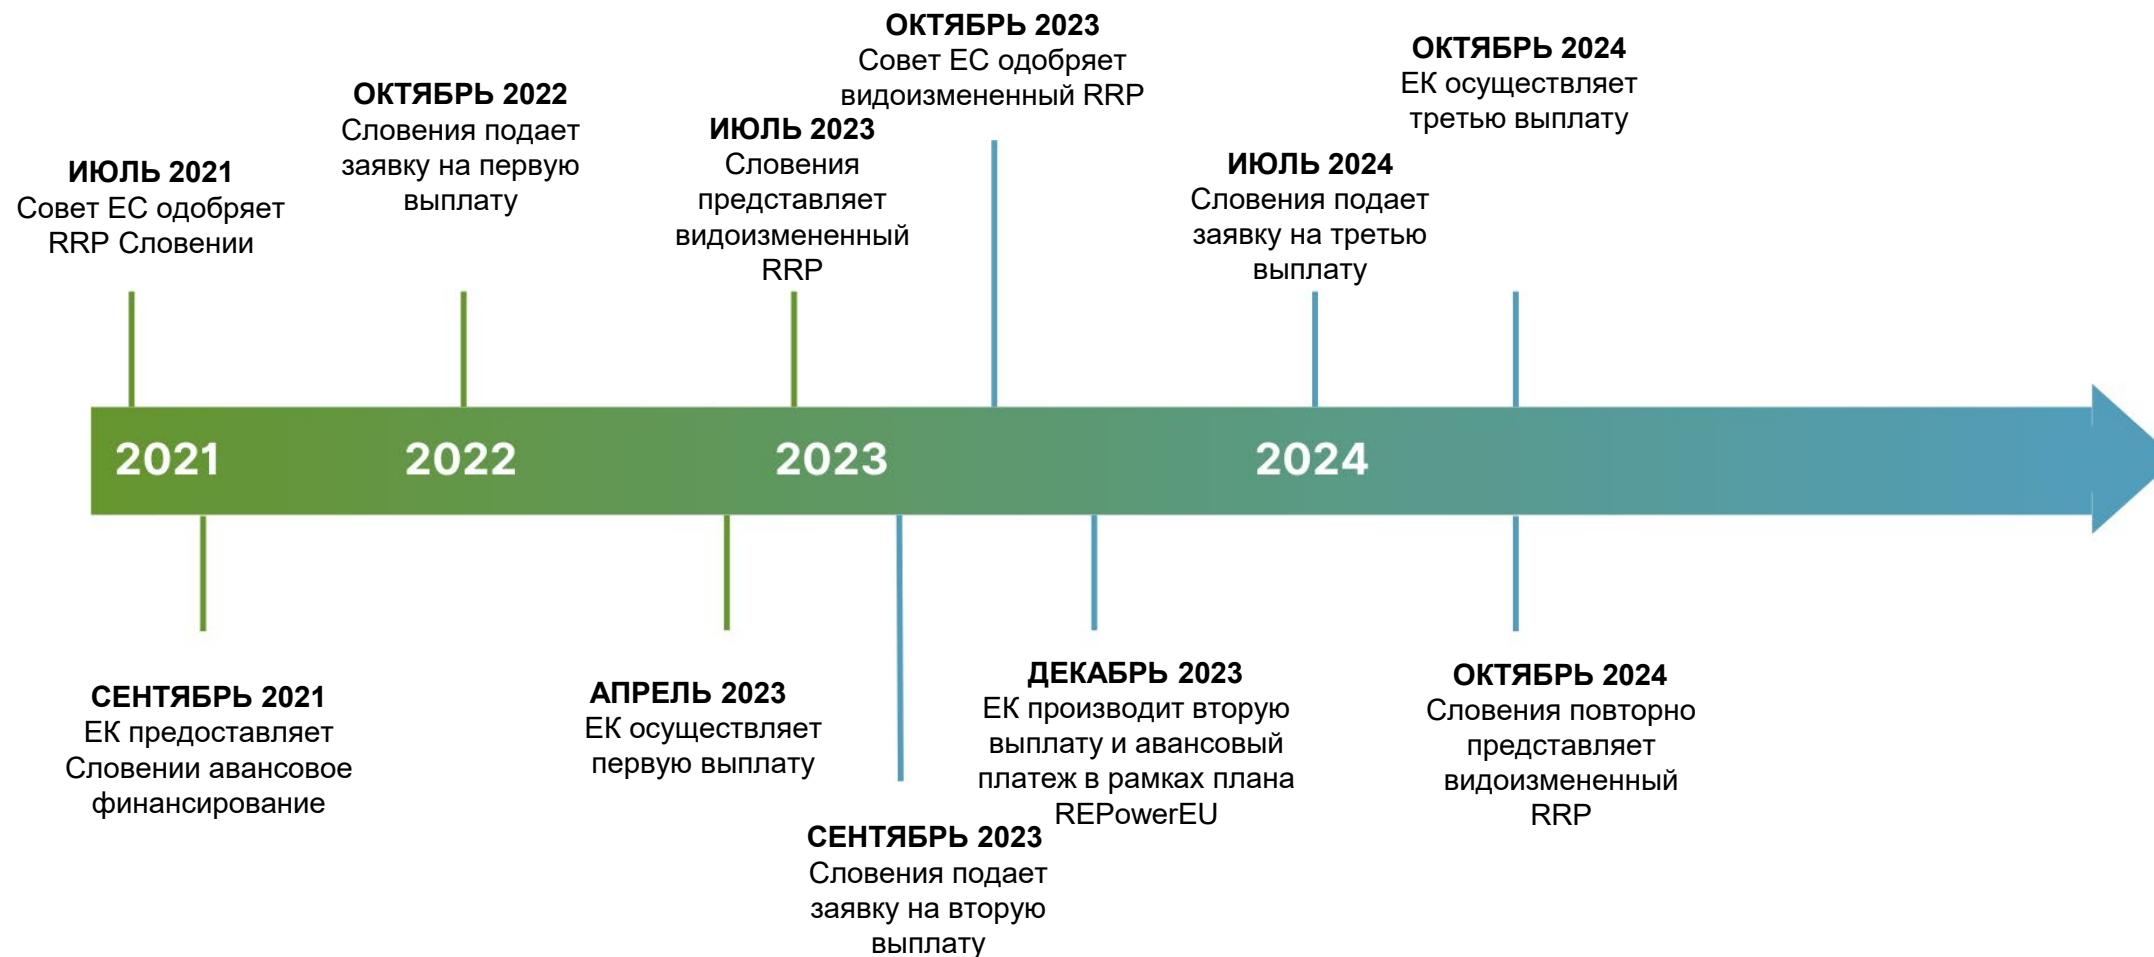 ИЮЛЬ 2021
Совет ЕС одобряет
RRP Словении
ОКТЯБРЬ 2022
Словения подает
заявку на первую
выплату
ИЮЛЬ 2023
Словения
представляет
видоизмененный
RRP
ОКТЯБРЬ 2023
Совет ЕС одобряет
видоизмененный RRP
ИЮЛЬ 2024
Словения подает
заявку на третью
выплату
ОКТЯБРЬ 2024
ЕК осуществляет
третью выплату
2021
2022
2023
2024
СЕНТЯБРЬ 2021
ЕК предоставляет
Словении авансовое
финансирование
АПРЕЛЬ 2023
ЕК осуществляет
первую выплату
СЕНТЯБРЬ 2023
Словения подает
заявку на вторую
выплату
ДЕКАБРЬ 2023
ЕК производит вторую
выплату и авансовый
платеж в рамках плана
REPowerEU
ОКТЯБРЬ 2024
Словения повторно
представляет
видоизмененный
RRP